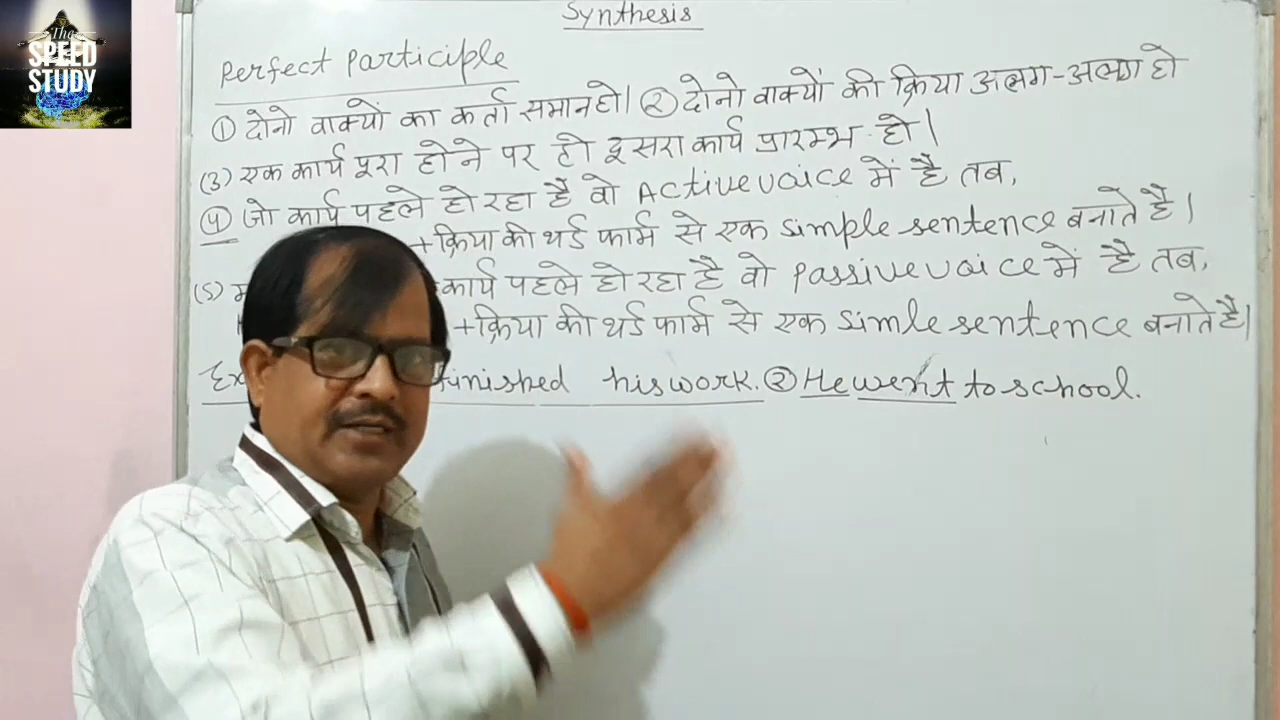 The
SPEED
STUDY
Synthesis
Perfect Participle
① दोनो वाक्यों का कर्ता समान हो। ② दोनो वाक्यों की क्रिया अलग-अलग हो
(3) एक कार्य पूरा होने पर हो दूसरा कार्य प्रारम्भ हो।
(4) जो कार्य पहले हो रहा है वो Active voice में है तब,
+क्रिया की थर्ड फार्म से एक simple sentence बनाते है।
(5) कार्य पहले हो रहा है वो passive voice में है तब,
+क्रिया की थर्ड फार्म से एक simle sentence बनाते है।
Ex finished his work. ② He went to school.